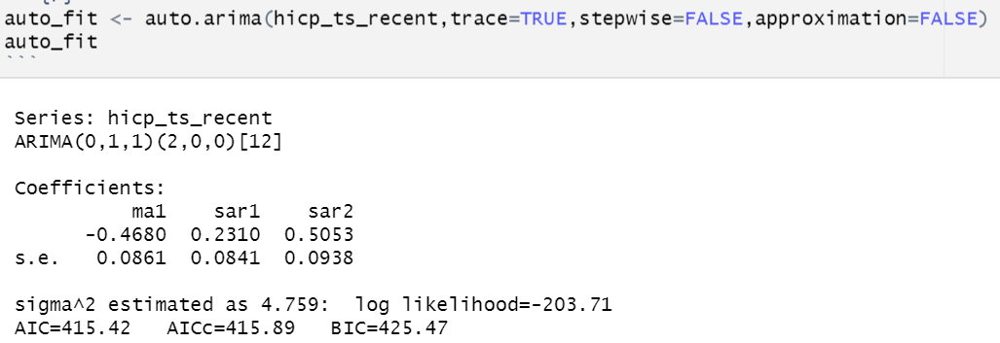 auto_fit <- auto.arima(hicp_ts_recent,trace=TRUE,stepwise=FALSE,approximation=FALSE)
auto_fit
```
Series: hicp_ts_recent
ARIMA(0,1,1)(2,0,0)[12]
Coefficients:
ma1 sar1 sar2
-0.4680 0.2310 0.5053
s.e. 0.0861 0.0841 0.0938
sigma^2 estimated as 4.759: log likelihood=-203.71
AIC=415.42 AICc=415.89 BIC=425.47